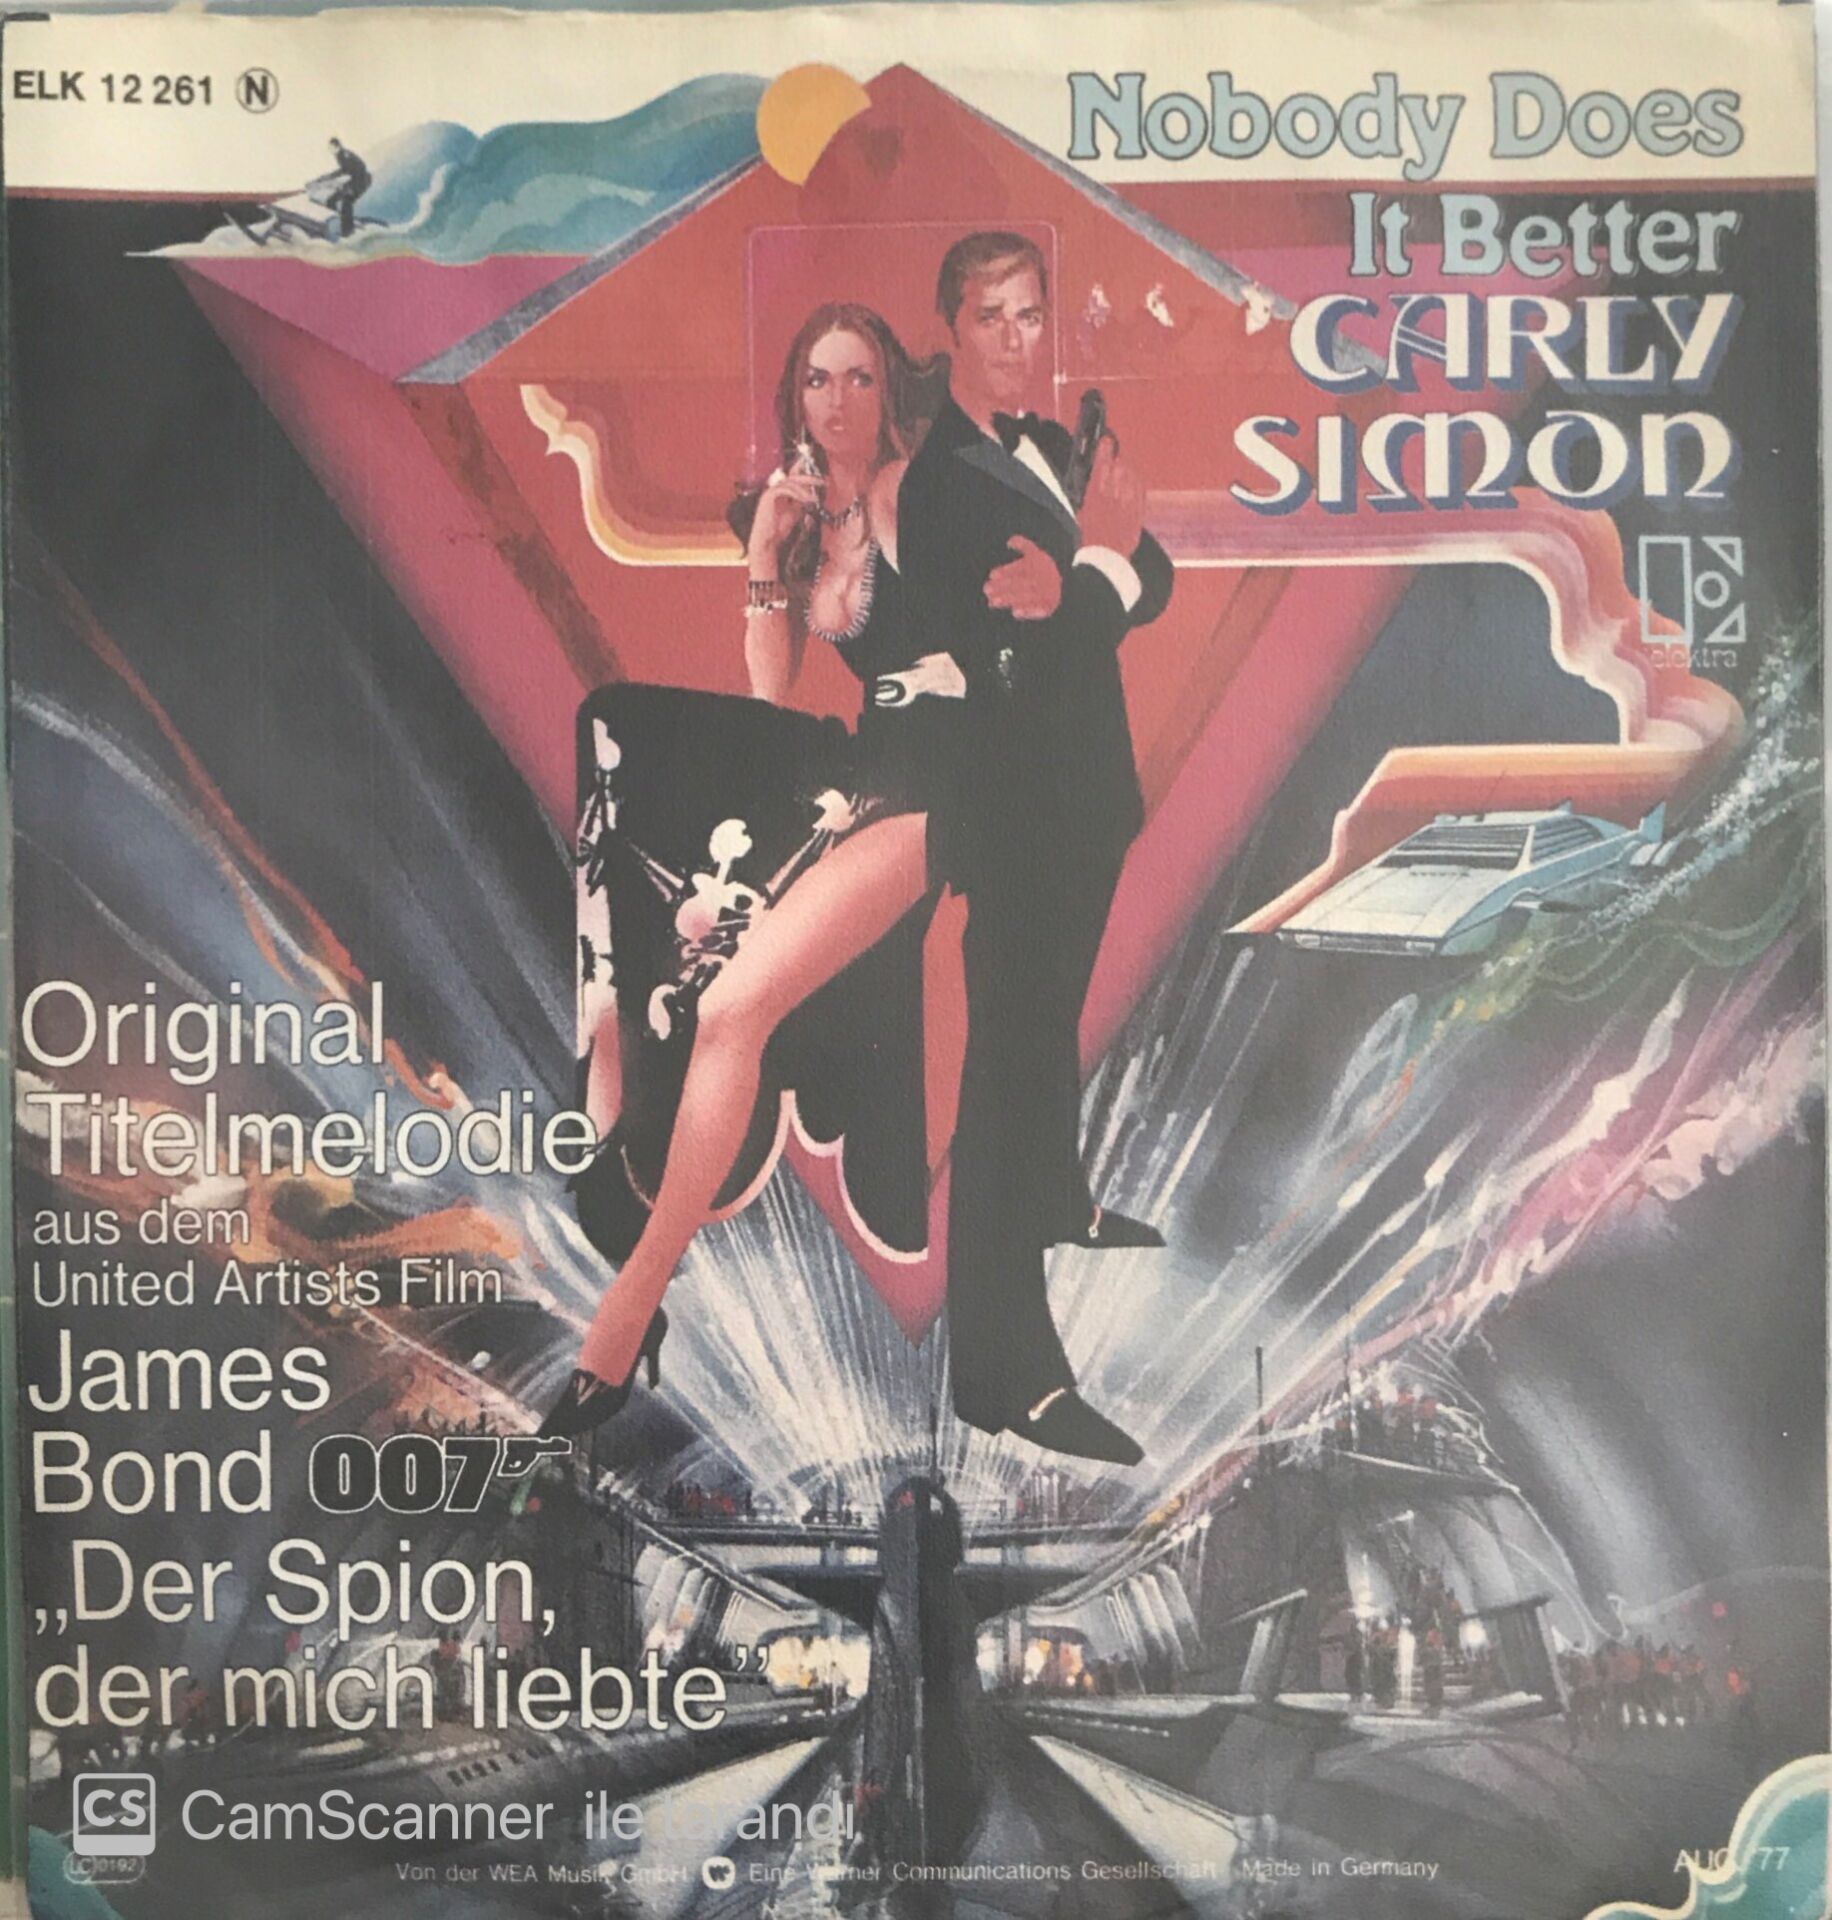 ELK 12 261 N
Nobody Does
It Better
CARLY
SIMON
elektra
Original
Titelmelodie
aus dem
United Artists Film
James
Bond 007
„Der Spion,
der mich liebte”
CS CamScanner ile tarandı
LC 0192
Von der WEA Musik GmbH Eine Warner Communications Gesellschaft Made in Germany
AUG. 77